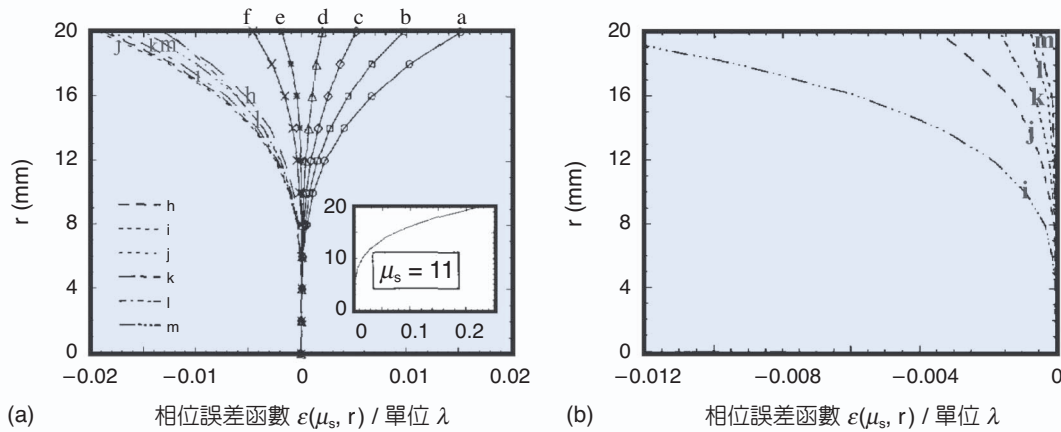 f e d c b a
20
16
12
8
4
0
r (mm)
j
k m
i
h
l
h
i
j
k
l
m
20
10
0
μs = 11
0 0.1 0.2
−0.02 −0.01 0 0.01 0.02
(a) 相位誤差函數 ε(μs, r) / 單位 λ
20
16
12
8
4
0
r (mm)
m
l
k
j
i
−0.012 −0.008 −0.004 0
(b) 相位誤差函數 ε(μs, r) / 單位 λ